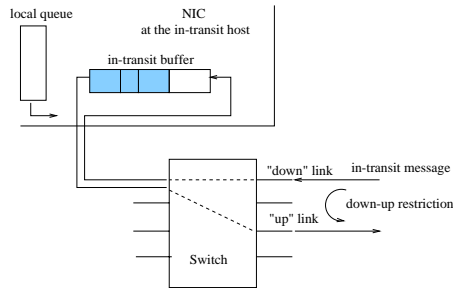 local queue
NIC
at the in-transit host
in-transit buffer
"down" link
in-transit message
down-up restriction
"up" link
Switch